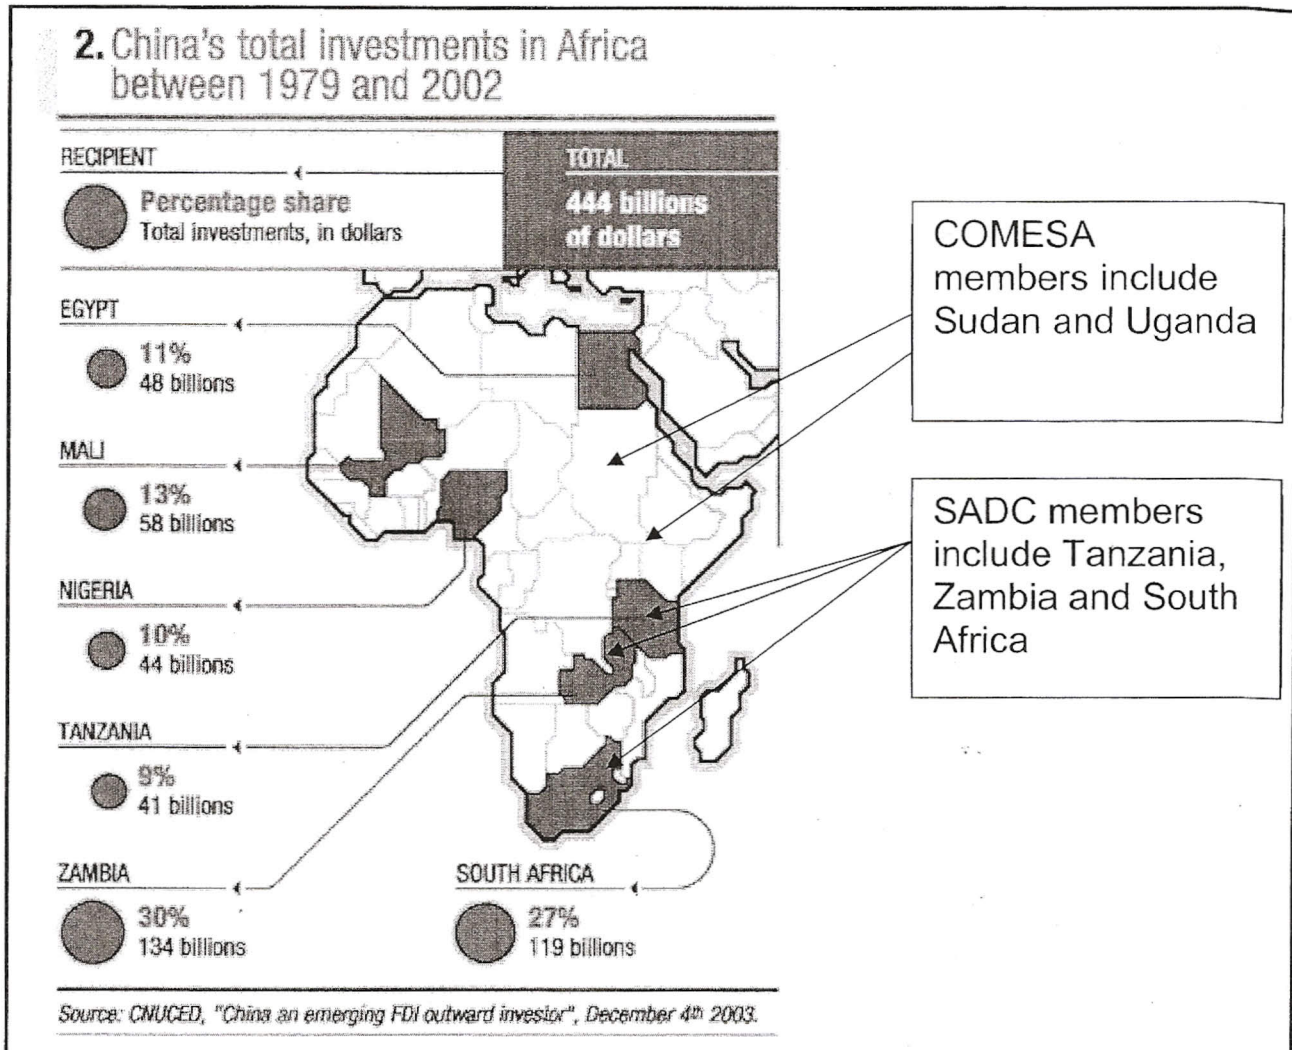 2. China's total investments in Africa
between 1979 and 2002
RECIPIENT
Percentage share
Total investments, in dollars
TOTAL
444 billions
of dollars
EGYPT
11%
48 billions
MALI
13%
58 billions
NIGERIA
10%
44 billions
TANZANIA
9%
41 billions
ZAMBIA
30%
134 billions
SOUTH AFRICA
27%
119 billions
COMESA
members include
Sudan and Uganda
SADC members
include Tanzania,
Zambia and South
Africa
Source: CNUCED, "China an emerging FDI outward investor", December 4th 2003.